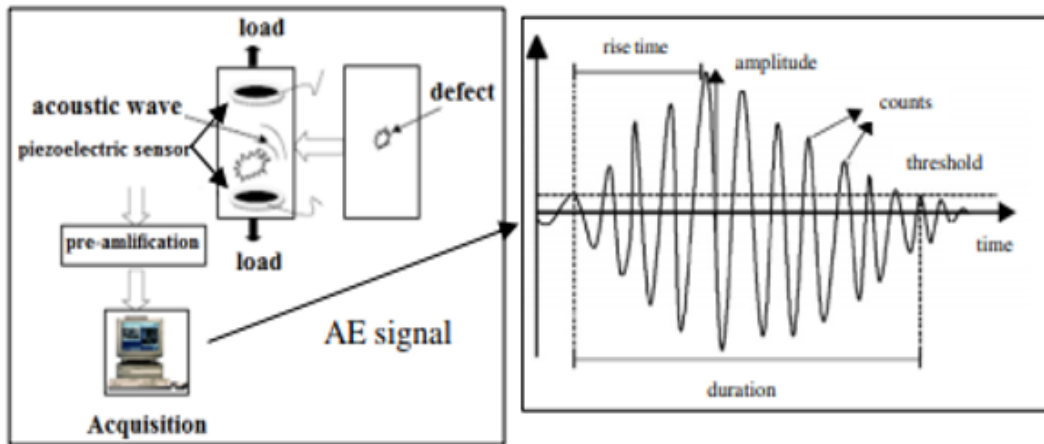 load
acoustic wave
piezoelectric sensor
defect
pre-amlification
load
AE signal
Acquisition
rise time
amplitude
counts
threshold
time
duration